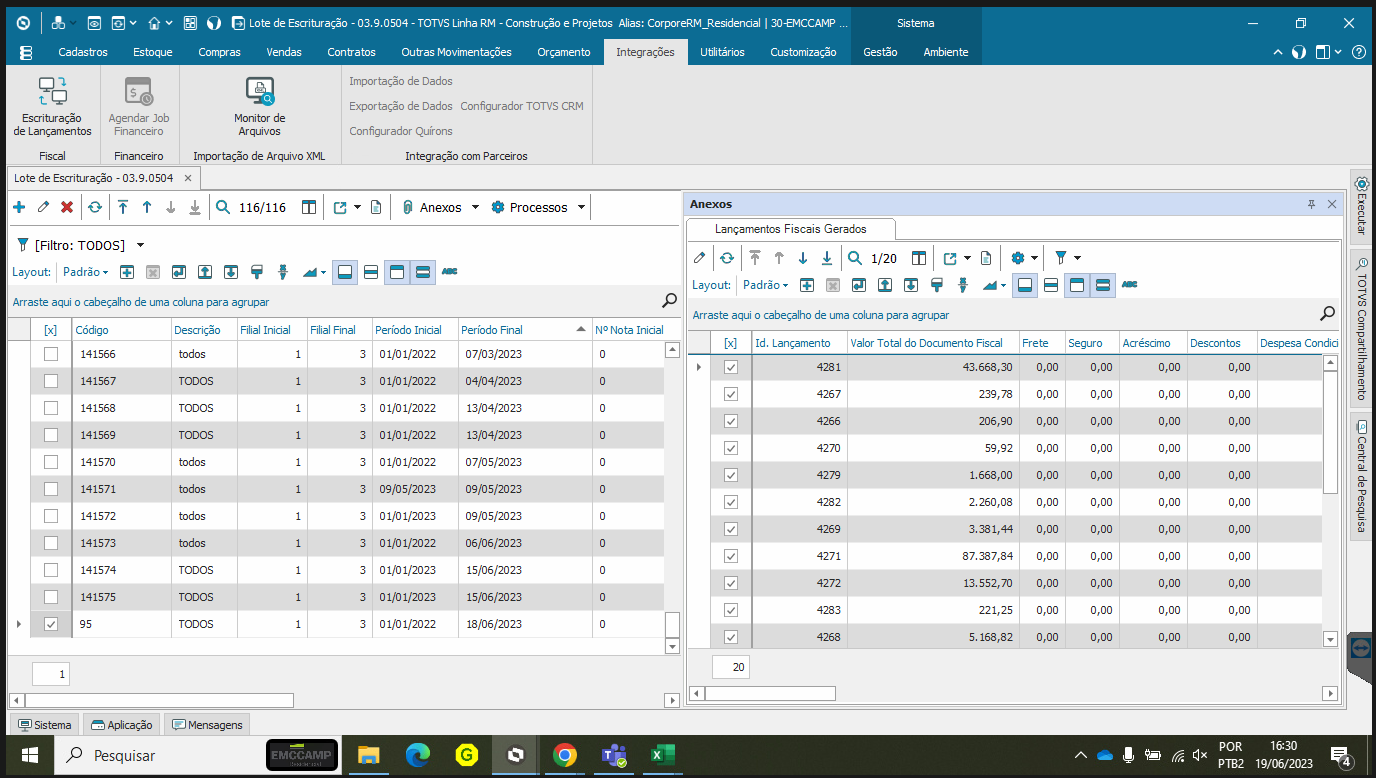 Lote de Escrituração - 03.9.0504 - TOTVS Linha RM - Construção e Projetos Alias: CorporeRM_Residencial | 30-EMCCAMP ...
Sistema
Cadastros Estoque Compras Vendas Contratos Outras Movimentações Orçamento Integrações Utilitários Customização Gestão Ambiente
Escrituração de Lançamentos
Fiscal
Agendar Job Financeiro
Financeiro
Monitor de Arquivos
Importação de Arquivo XML
Importação de Dados
Exportação de Dados Configurador TOTVS CRM
Configurador Quírons
Integração com Parceiros
Lote de Escrituração - 03.9.0504
116/116 Anexos Processos
[Filtro: TODOS]
Layout: Padrão ABC
Arraste aqui o cabeçalho de uma coluna para agrupar
[x] Código Descrição Filial Inicial Filial Final Período Inicial Período Final Nº Nota Inicial
141566 todos 1 3 01/01/2022 07/03/2023 0
141567 TODOS 1 3 01/01/2022 04/04/2023 0
141568 TODOS 1 3 01/01/2022 13/04/2023 0
141569 TODOS 1 3 01/01/2022 13/04/2023 0
141570 todos 1 3 01/01/2022 07/05/2023 0
141571 todos 1 3 09/05/2023 09/05/2023 0
141572 todos 1 3 01/01/2023 09/05/2023 0
141573 todos 1 3 01/01/2022 06/06/2023 0
141574 TODOS 1 3 01/01/2023 15/06/2023 0
141575 TODOS 1 3 01/01/2023 15/06/2023 0
95 TODOS 1 3 01/01/2022 18/06/2023 0
1
Anexos
Lançamentos Fiscais Gerados
1/20
Layout: Padrão ABC
Arraste aqui o cabeçalho de uma coluna para agrupar
[x] Id. Lançamento Valor Total do Documento Fiscal Frete Seguro Acréscimo Descontos Despesa Condici
4281 43.668,30 0,00 0,00 0,00 0,00
4267 239,78 0,00 0,00 0,00 0,00
4266 206,90 0,00 0,00 0,00 0,00
4270 59,92 0,00 0,00 0,00 0,00
4279 1.668,00 0,00 0,00 0,00 0,00
4282 2.260,08 0,00 0,00 0,00 0,00
4269 3.381,44 0,00 0,00 0,00 0,00
4271 87.387,84 0,00 0,00 0,00 0,00
4272 13.552,70 0,00 0,00 0,00 0,00
4283 221,25 0,00 0,00 0,00 0,00
4268 5.168,82 0,00 0,00 0,00 0,00
20
Executar
TOTVS Compartilhamento
Central de Pesquisa
Sistema Aplicação Mensagens
Pesquisar
EMCCAMP
POR
PTB2
16:30
19/06/2023
4